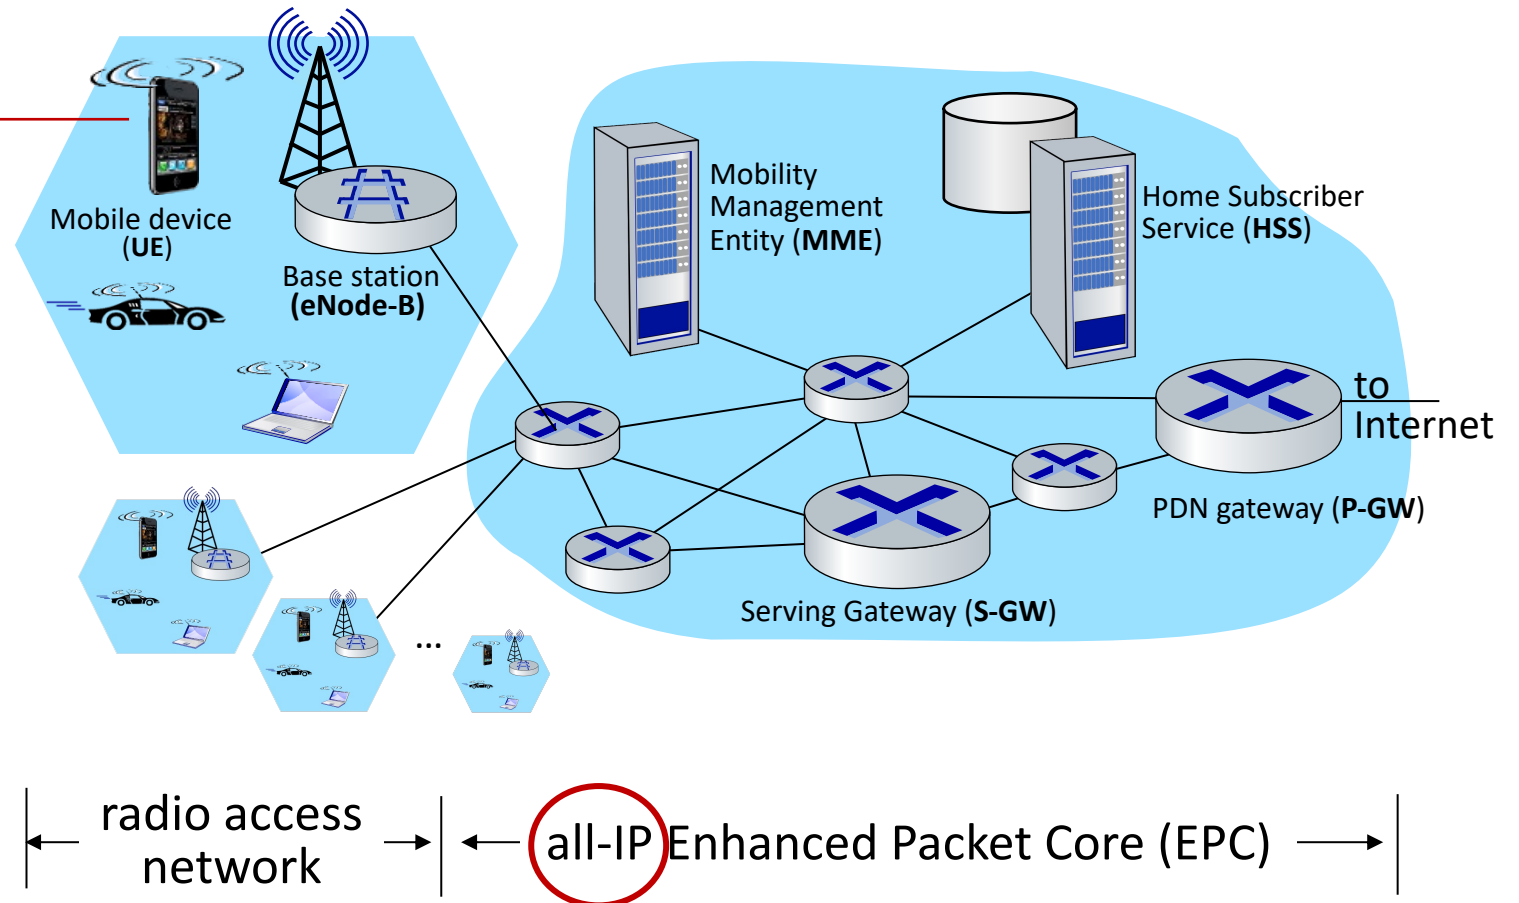 Mobile device
(UE)
Base station
(eNode-B)
Mobility
Management
Entity (MME)
Home Subscriber
Service (HSS)
to
Internet
PDN gateway (P-GW)
Serving Gateway (S-GW)
...
radio access
network
all-IP Enhanced Packet Core (EPC)